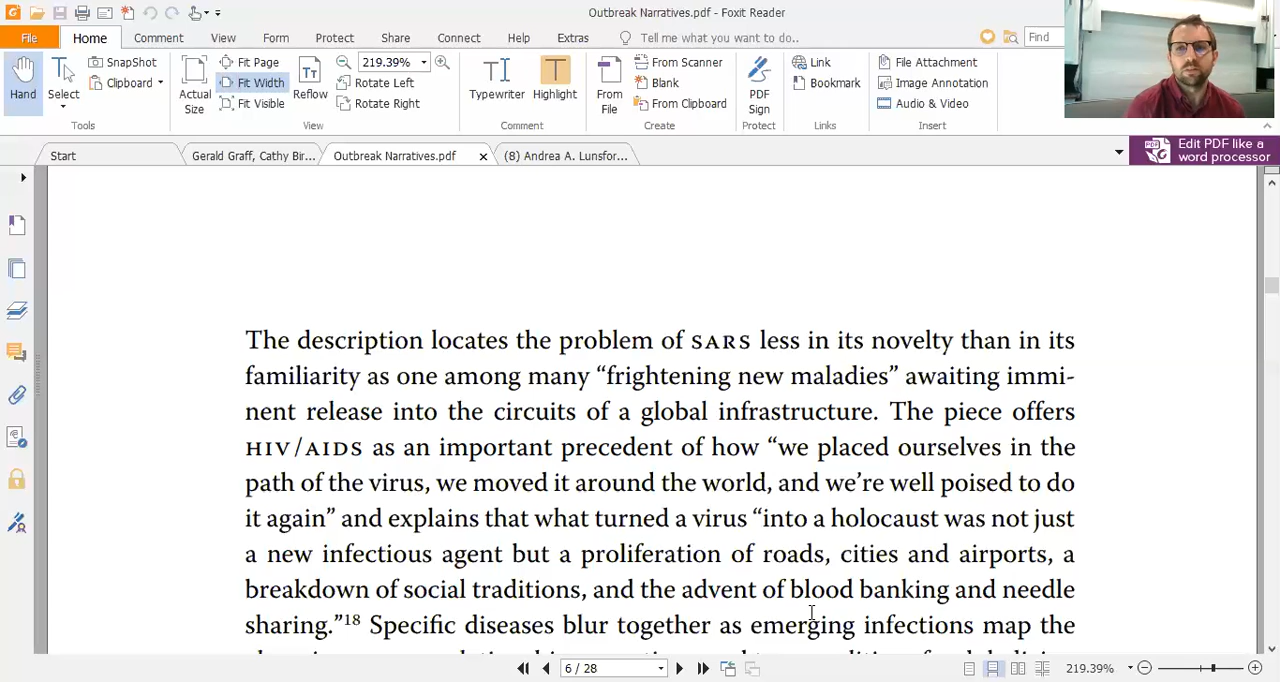 Outbreak Narratives.pdf - Foxit Reader
File Home Comment View Form Protect Share Connect Help Extras Tell me what you want to do.. Find
Hand
Select
SnapShot
Clipboard
Tools
Actual Size
Fit Page
Fit Width
Fit Visible
Reflow
219.39%
Rotate Left
Rotate Right
View
Typewriter
Highlight
Comment
From File
From Scanner
Blank
From Clipboard
Create
PDF Sign
Protect
Link
Bookmark
Links
File Attachment
Image Annotation
Audio & Video
Insert
Start Gerald Graff, Cathy Bir... Outbreak Narratives.pdf (8) Andrea A. Lunsfor...
Edit PDF like a
word processor
The description locates the problem of SARS less in its novelty than in its
familiarity as one among many “frightening new maladies” awaiting immi-
nent release into the circuits of a global infrastructure. The piece offers
HIV/AIDS as an important precedent of how “we placed ourselves in the
path of the virus, we moved it around the world, and we’re well poised to do
it again” and explains that what turned a virus “into a holocaust was not just
a new infectious agent but a proliferation of roads, cities and airports, a
breakdown of social traditions, and the advent of blood banking and needle
sharing.”18 Specific diseases blur together as emerging infections map the
6 / 28
219.39%